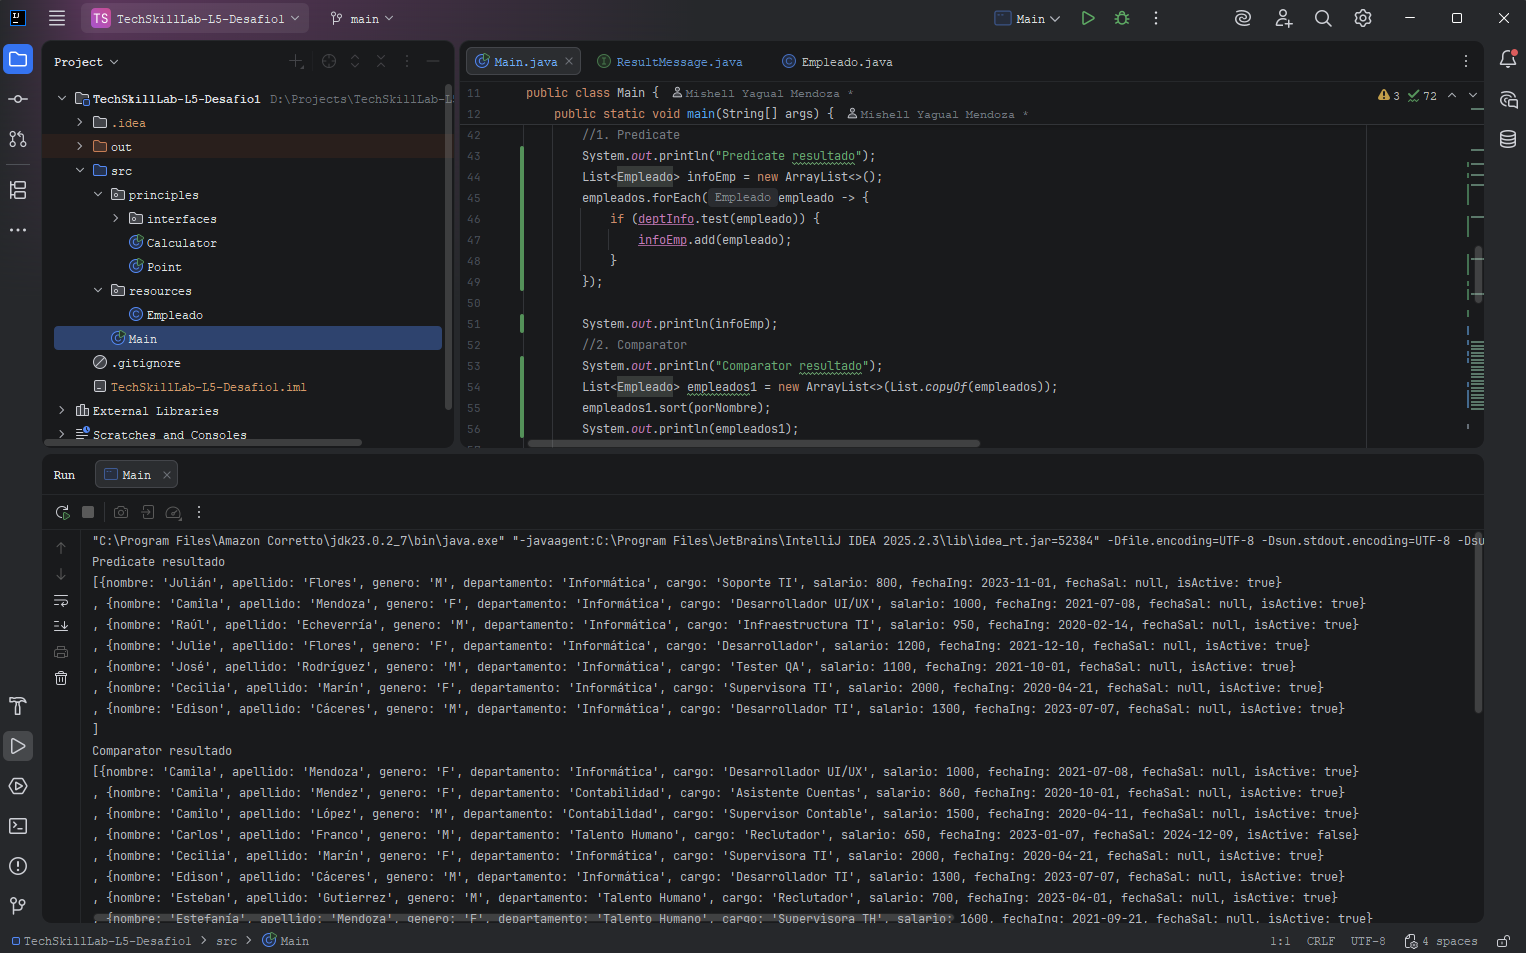 TS TechSkillLab-L5-Desafio1 main Main
Project
TechSkillLab-L5-Desafio1 D:\Projects\TechSkillLab-L5
.idea
out
src
principles
interfaces
Calculator
Point
resources
Empleado
Main
.gitignore
TechSkillLab-L5-Desafio1.iml
External Libraries
Scratches and Consoles
Main.java ResultMessage.java Empleado.java
3 72
11 public class Main { Mishell Yagual Mendoza *
12 public static void main(String[] args) { Mishell Yagual Mendoza *
42 //1. Predicate
43 System.out.println("Predicate resultado");
44 List<Empleado> infoEmp = new ArrayList<>();
45 empleados.forEach( Empleado empleado -> {
46 if (deptInfo.test(empleado)) {
47 infoEmp.add(empleado);
48 }
49 });
50
51 System.out.println(infoEmp);
52 //2. Comparator
53 System.out.println("Comparator resultado");
54 List<Empleado> empleados1 = new ArrayList<>(List.copyOf(empleados));
55 empleados1.sort(porNombre);
56 System.out.println(empleados1);
Run Main
"C:\Program Files\Amazon Corretto\jdk23.0.2_7\bin\java.exe" "-javaagent:C:\Program Files\JetBrains\IntelliJ IDEA 2025.2.3\lib\idea_rt.jar=52384" -Dfile.encoding=UTF-8 -Dsun.stdout.encoding=UTF-8 -Dsu
Predicate resultado
[{nombre: 'Julián', apellido: 'Flores', genero: 'M', departamento: 'Informática', cargo: 'Soporte TI', salario: 800, fechaIng: 2023-11-01, fechaSal: null, isActive: true}
, {nombre: 'Camila', apellido: 'Mendoza', genero: 'F', departamento: 'Informática', cargo: 'Desarrollador UI/UX', salario: 1000, fechaIng: 2021-07-08, fechaSal: null, isActive: true}
, {nombre: 'Raúl', apellido: 'Echeverría', genero: 'M', departamento: 'Informática', cargo: 'Infraestructura TI', salario: 950, fechaIng: 2020-02-14, fechaSal: null, isActive: true}
, {nombre: 'Julie', apellido: 'Flores', genero: 'F', departamento: 'Informática', cargo: 'Desarrollador', salario: 1200, fechaIng: 2021-12-10, fechaSal: null, isActive: true}
, {nombre: 'José', apellido: 'Rodríguez', genero: 'M', departamento: 'Informática', cargo: 'Tester QA', salario: 1100, fechaIng: 2021-10-01, fechaSal: null, isActive: true}
, {nombre: 'Cecilia', apellido: 'Marín', genero: 'F', departamento: 'Informática', cargo: 'Supervisora TI', salario: 2000, fechaIng: 2020-04-21, fechaSal: null, isActive: true}
, {nombre: 'Edison', apellido: 'Cáceres', genero: 'M', departamento: 'Informática', cargo: 'Desarrollador TI', salario: 1300, fechaIng: 2023-07-07, fechaSal: null, isActive: true}
]
Comparator resultado
[{nombre: 'Camila', apellido: 'Mendoza', genero: 'F', departamento: 'Informática', cargo: 'Desarrollador UI/UX', salario: 1000, fechaIng: 2021-07-08, fechaSal: null, isActive: true}
, {nombre: 'Camila', apellido: 'Mendez', genero: 'F', departamento: 'Contabilidad', cargo: 'Asistente Cuentas', salario: 860, fechaIng: 2020-10-01, fechaSal: null, isActive: true}
, {nombre: 'Camilo', apellido: 'López', genero: 'M', departamento: 'Contabilidad', cargo: 'Supervisor Contable', salario: 1500, fechaIng: 2020-04-11, fechaSal: null, isActive: true}
, {nombre: 'Carlos', apellido: 'Franco', genero: 'M', departamento: 'Talento Humano', cargo: 'Reclutador', salario: 650, fechaIng: 2023-01-07, fechaSal: 2024-12-09, isActive: false}
, {nombre: 'Cecilia', apellido: 'Marín', genero: 'F', departamento: 'Informática', cargo: 'Supervisora TI', salario: 2000, fechaIng: 2020-04-21, fechaSal: null, isActive: true}
, {nombre: 'Edison', apellido: 'Cáceres', genero: 'M', departamento: 'Informática', cargo: 'Desarrollador TI', salario: 1300, fechaIng: 2023-07-07, fechaSal: null, isActive: true}
, {nombre: 'Esteban', apellido: 'Gutierrez', genero: 'M', departamento: 'Talento Humano', cargo: 'Reclutador', salario: 700, fechaIng: 2023-04-01, fechaSal: null, isActive: true}
, {nombre: 'Estefanía', apellido: 'Mendoza', genero: 'F', departamento: 'Talento Humano', cargo: 'Supervisora TH', salario: 1600, fechaIng: 2021-09-21, fechaSal: null, isActive: true}
TechSkillLab-L5-Desafio1 > src > Main 1:1 CRLF UTF-8 4 spaces